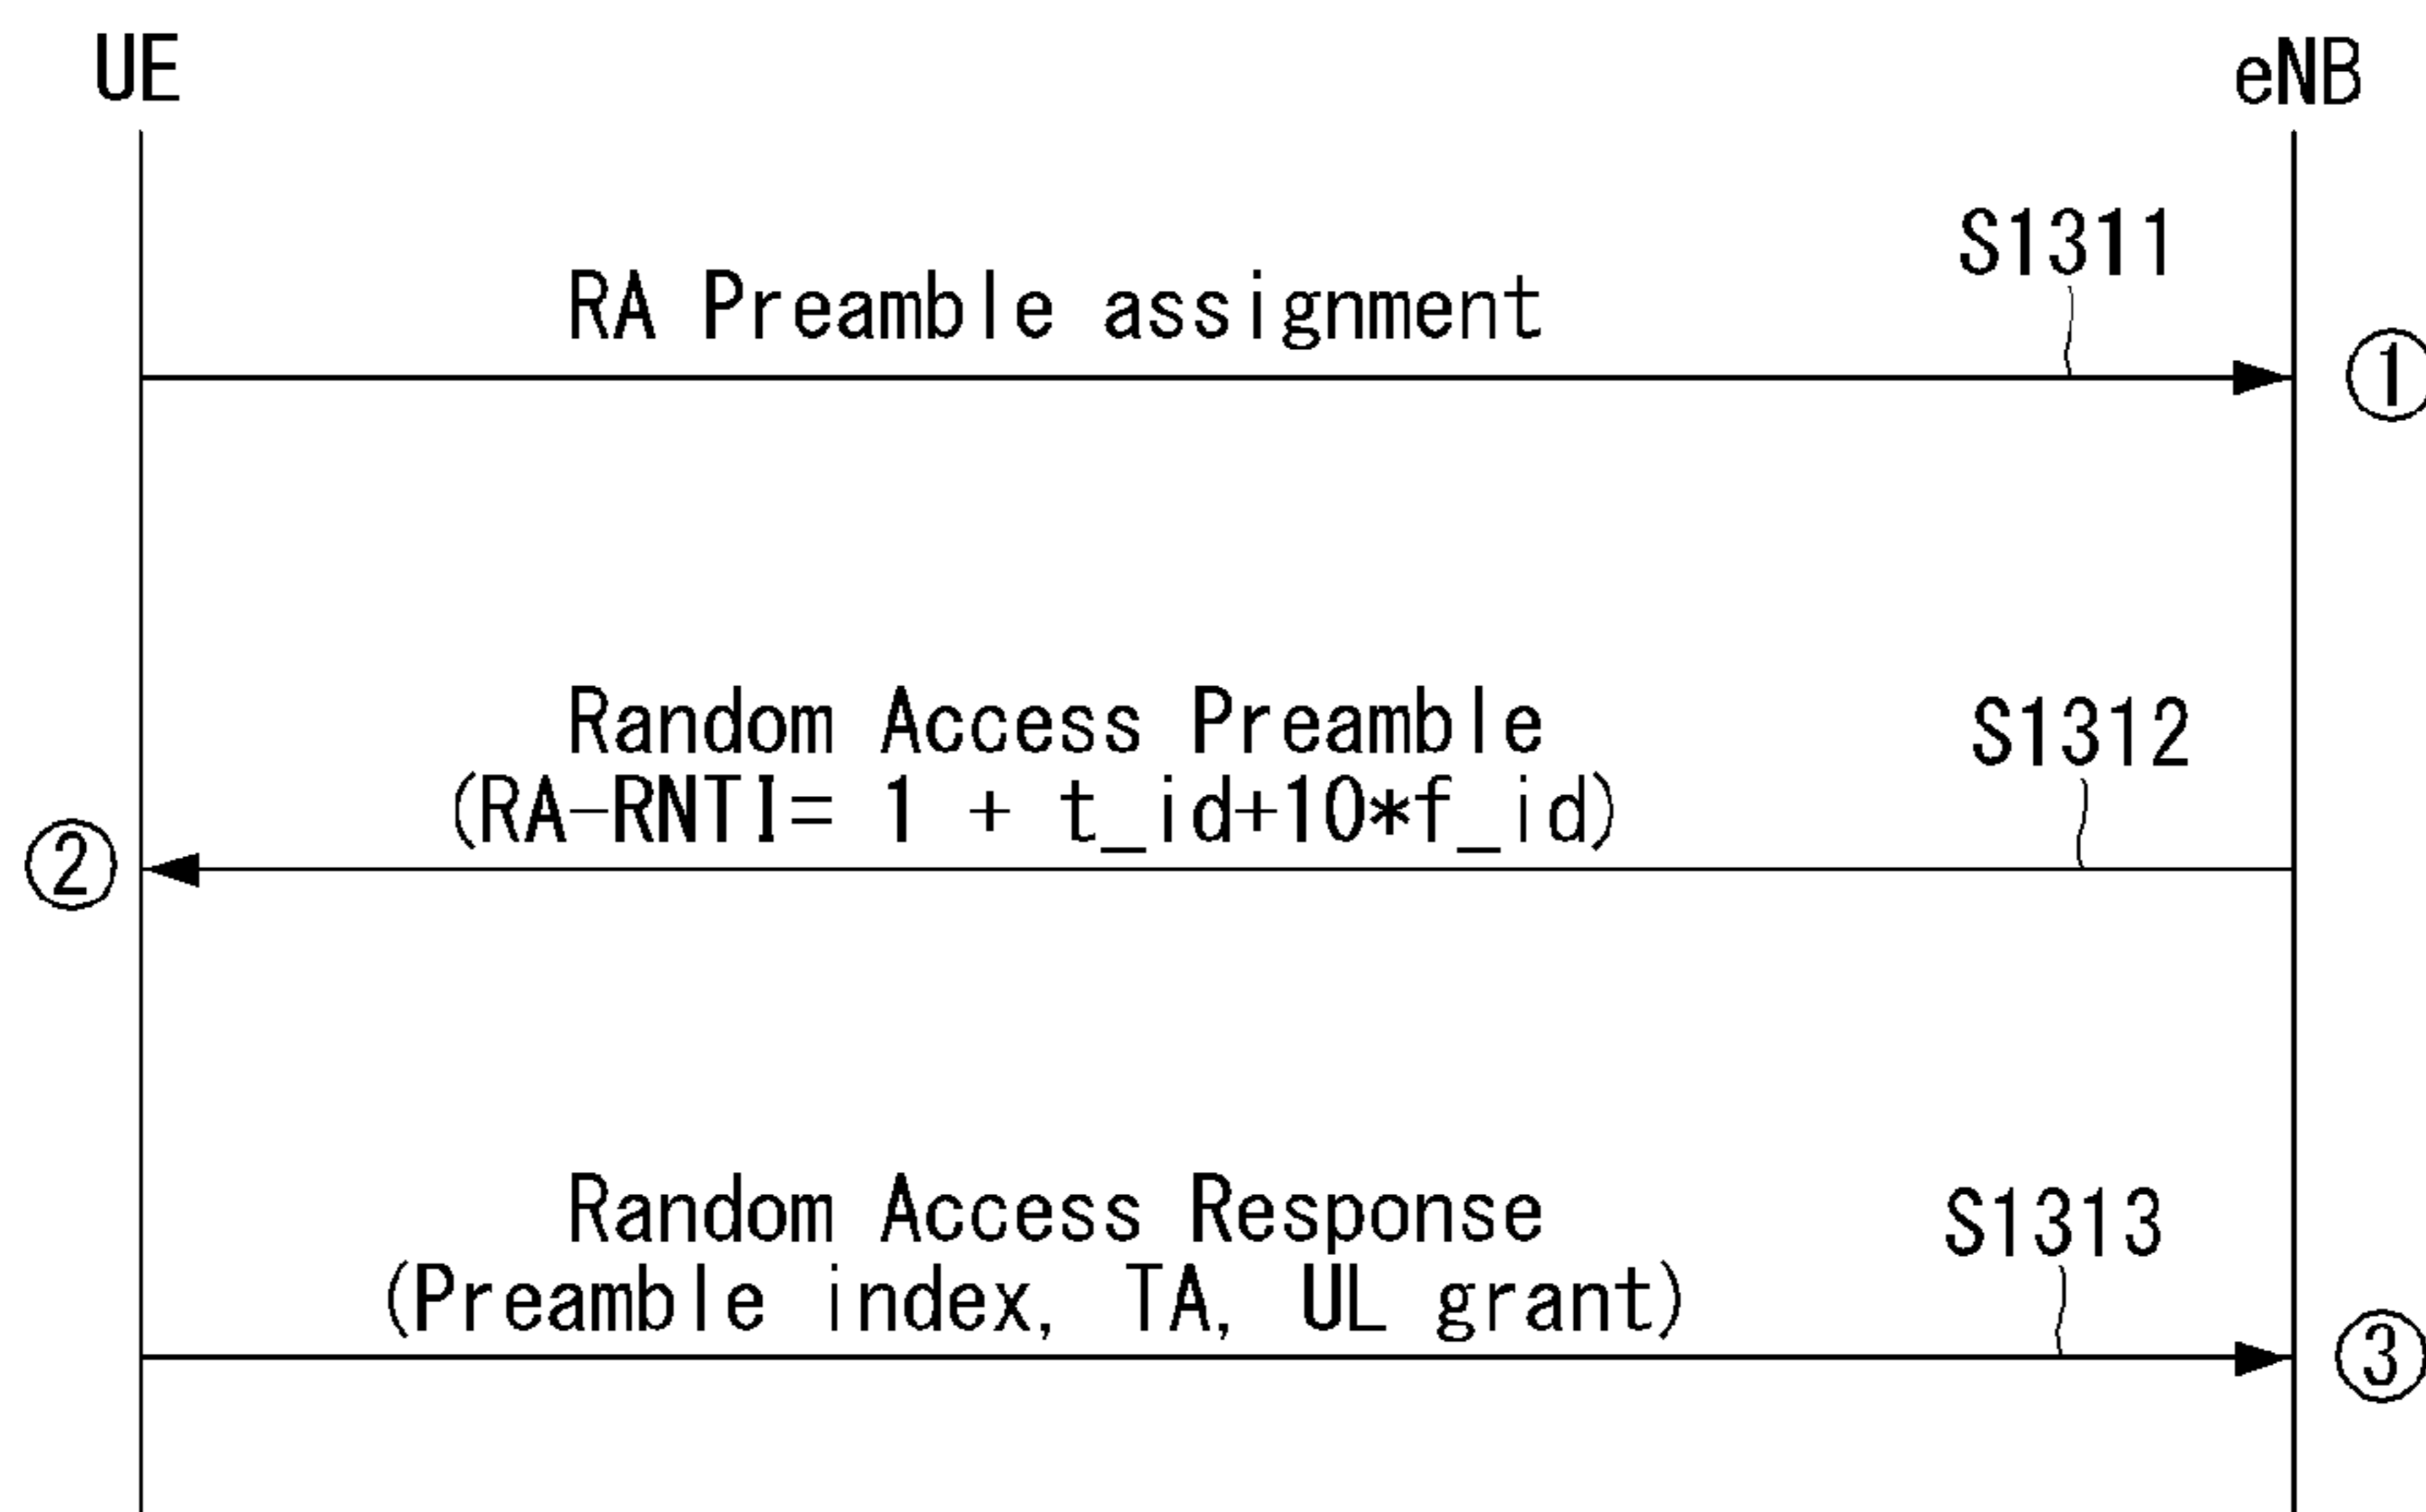 UE
eNB
S1311
RA Preamble assignment
①
Random Access Preamble
S1312
(RA-RNTI= 1 + t_id+10*f_id)
②
Random Access Response
S1313
(Preamble index, TA, UL grant)
③